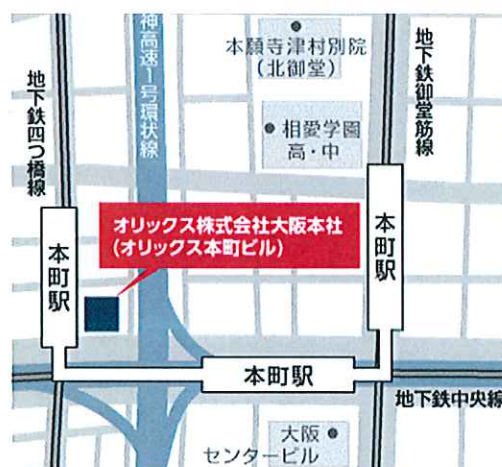 本願寺津村別院
(北御堂)
地下鉄御堂筋線
神高速1号環状線
地下鉄四つ橋線
相愛学園
高・中
オリックス株式会社大阪本社
(オリックス本町ビル)
本町駅
本町駅
本町駅
地下鉄中央線
大阪
センタービル